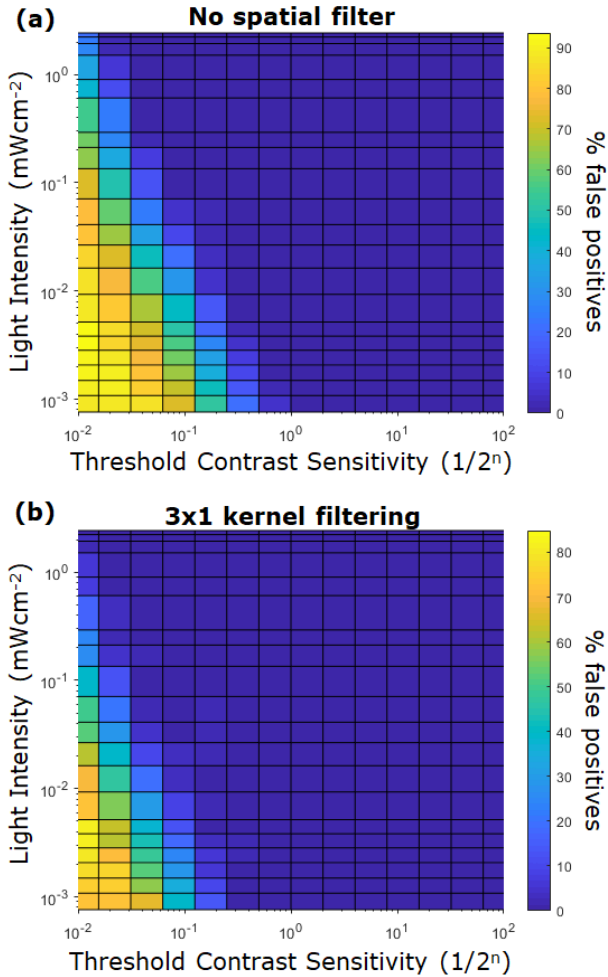 (a) No spatial filter
Light Intensity (mWcm⁻²)
10⁰
10⁻¹
10⁻²
10⁻³
10⁻² 10⁻¹ 10⁰ 10¹ 10²
Threshold Contrast Sensitivity (1/2ⁿ)
90
80
70
60
50
40
30
20
10
0
% false positives
(b) 3x1 kernel filtering
Light Intensity (mWcm⁻²)
10⁰
10⁻¹
10⁻²
10⁻³
10⁻² 10⁻¹ 10⁰ 10¹ 10²
Threshold Contrast Sensitivity (1/2ⁿ)
80
70
60
50
40
30
20
10
0
% false positives